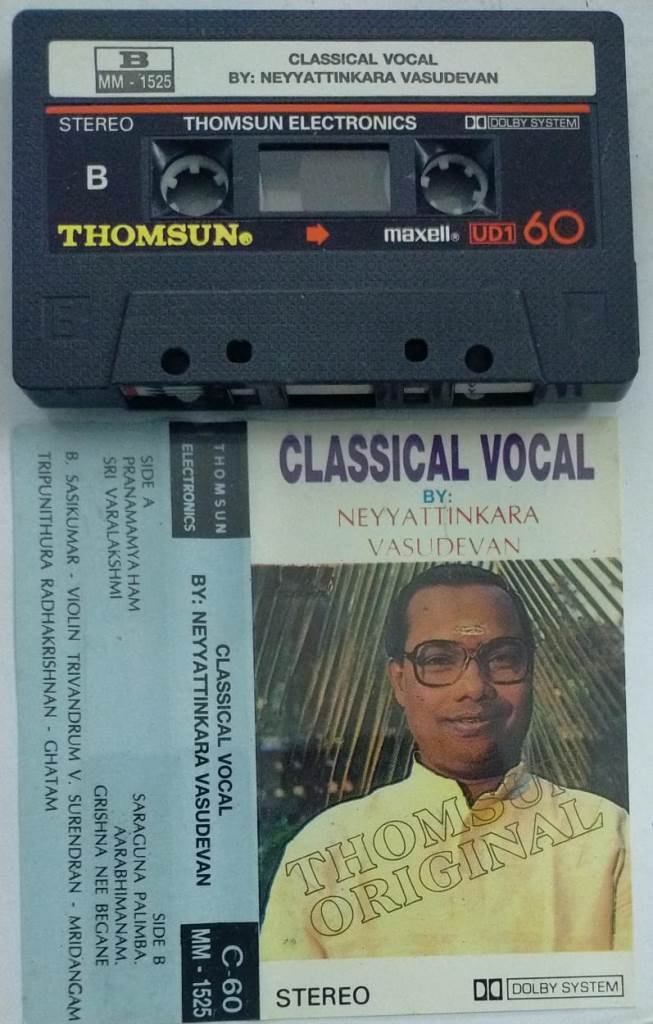 B
MM - 1525
CLASSICAL VOCAL
BY: NEYYATTINKARA VASUDEVAN
STEREO
THOMSUN ELECTRONICS
DOLBY SYSTEM
B
THOMSUN®
maxell® UD1 60
CLASSICAL VOCAL
BY:
NEYYATTINKARA
VASUDEVAN
THOMSUN
ORIGINAL
STEREO
DOLBY SYSTEM
THOMSUN
ELECTRONICS
CLASSICAL VOCAL
BY: NEYYATTINKARA VASUDEVAN
C-60
MM - 1525
SIDE A
PRANAMAMYA HAM
SRI VARALAKSHMI
SIDE B
SARAGUNA PALIMBA.
AARABHIMANAM.
GRISHNA NEE BEGANE
B. SASIKUMAR - VIOLIN TRIVANDRUM V. SURENDRAN - MRIDANGAM
TRIPUNITHURA RADHAKRISHNAN - GHATAM